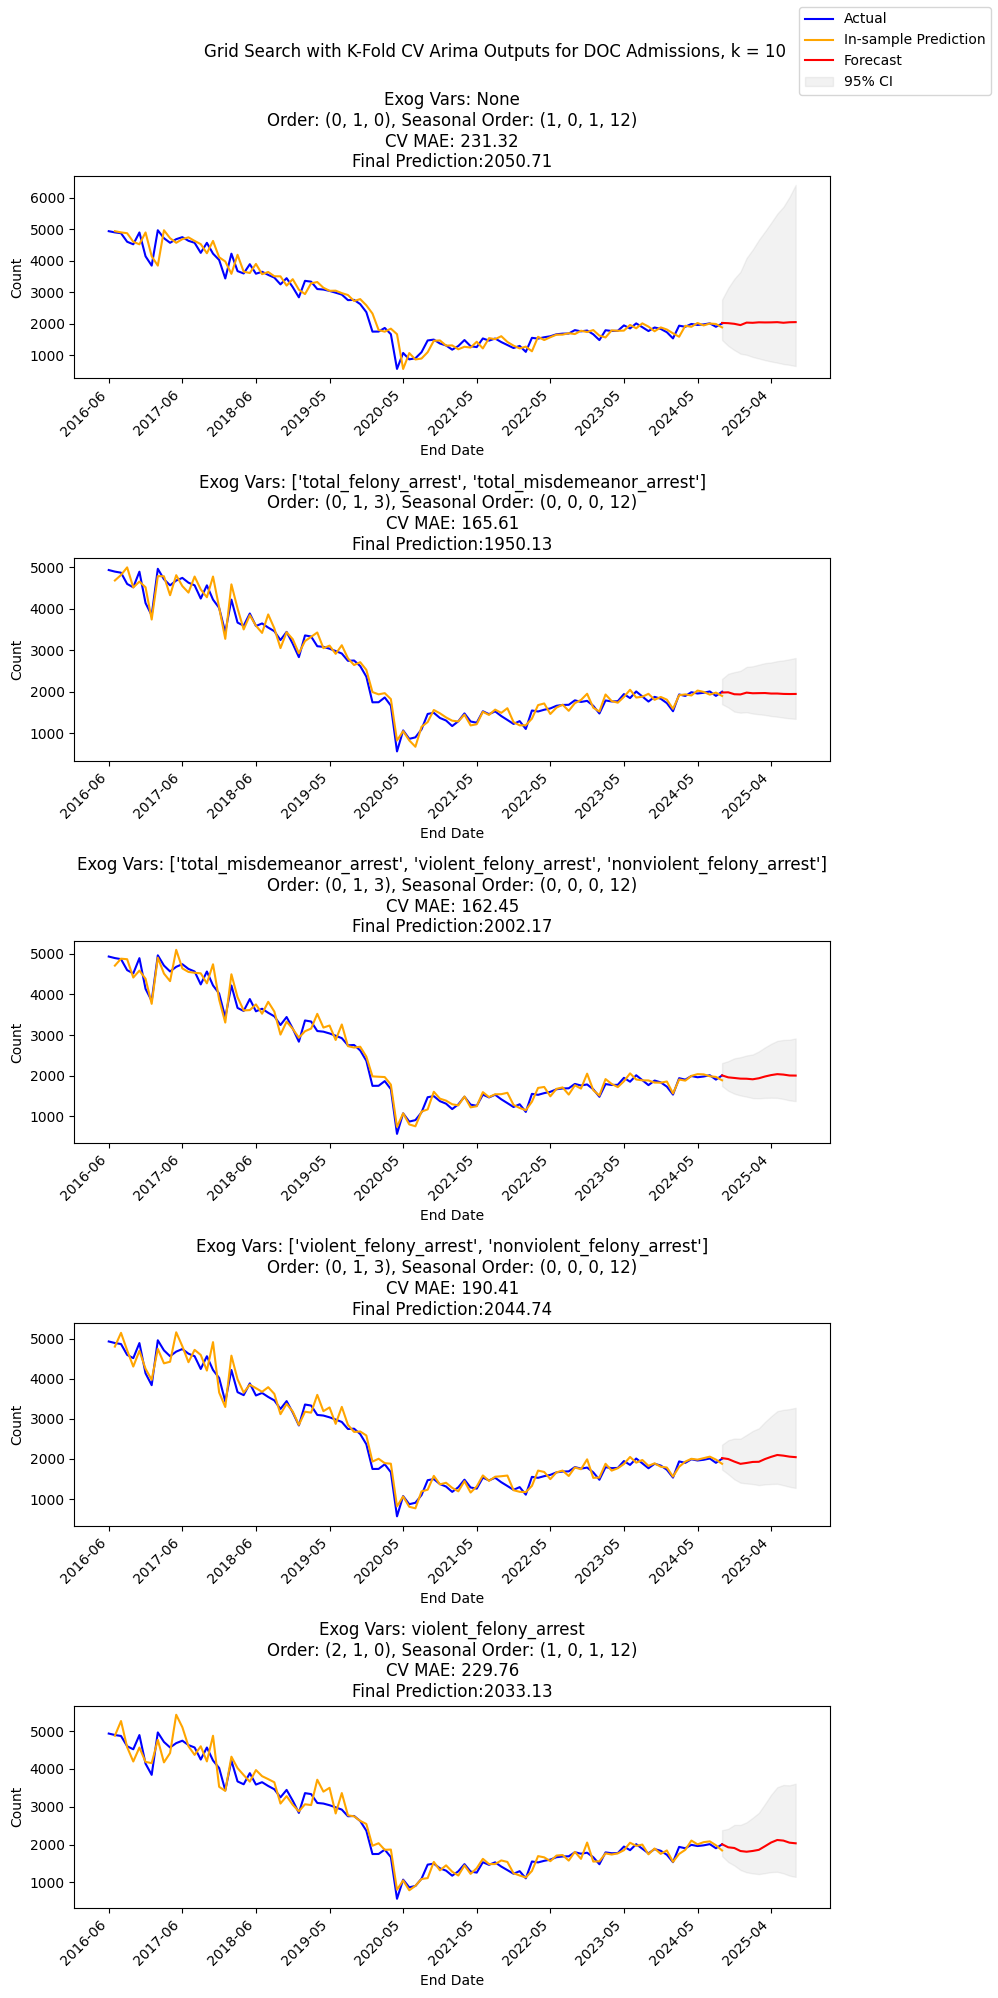 Actual
In-sample Prediction
Forecast
95% CI
Grid Search with K-Fold CV Arima Outputs for DOC Admissions, k = 10
Exog Vars: None
Order: (0, 1, 0), Seasonal Order: (1, 0, 1, 12)
CV MAE: 231.32
Final Prediction:2050.71
6000
5000
4000
3000
2000
1000
Count
2016-06
2017-06
2018-06
2019-05
2020-05
2021-05
2022-05
2023-05
2024-05
2025-04
End Date
Exog Vars: ['total_felony_arrest', 'total_misdemeanor_arrest']
Order: (0, 1, 3), Seasonal Order: (0, 0, 0, 12)
CV MAE: 165.61
Final Prediction:1950.13
5000
4000
3000
2000
1000
Count
2016-06
2017-06
2018-06
2019-05
2020-05
2021-05
2022-05
2023-05
2024-05
2025-04
End Date
Exog Vars: ['total_misdemeanor_arrest', 'violent_felony_arrest', 'nonviolent_felony_arrest']
Order: (0, 1, 3), Seasonal Order: (0, 0, 0, 12)
CV MAE: 162.45
Final Prediction:2002.17
5000
4000
3000
2000
1000
Count
2016-06
2017-06
2018-06
2019-05
2020-05
2021-05
2022-05
2023-05
2024-05
2025-04
End Date
Exog Vars: ['violent_felony_arrest', 'nonviolent_felony_arrest']
Order: (0, 1, 3), Seasonal Order: (0, 0, 0, 12)
CV MAE: 190.41
Final Prediction:2044.74
5000
4000
3000
2000
1000
Count
2016-06
2017-06
2018-06
2019-05
2020-05
2021-05
2022-05
2023-05
2024-05
2025-04
End Date
Exog Vars: violent_felony_arrest
Order: (2, 1, 0), Seasonal Order: (1, 0, 1, 12)
CV MAE: 229.76
Final Prediction:2033.13
5000
4000
3000
2000
1000
Count
2016-06
2017-06
2018-06
2019-05
2020-05
2021-05
2022-05
2023-05
2024-05
2025-04
End Date